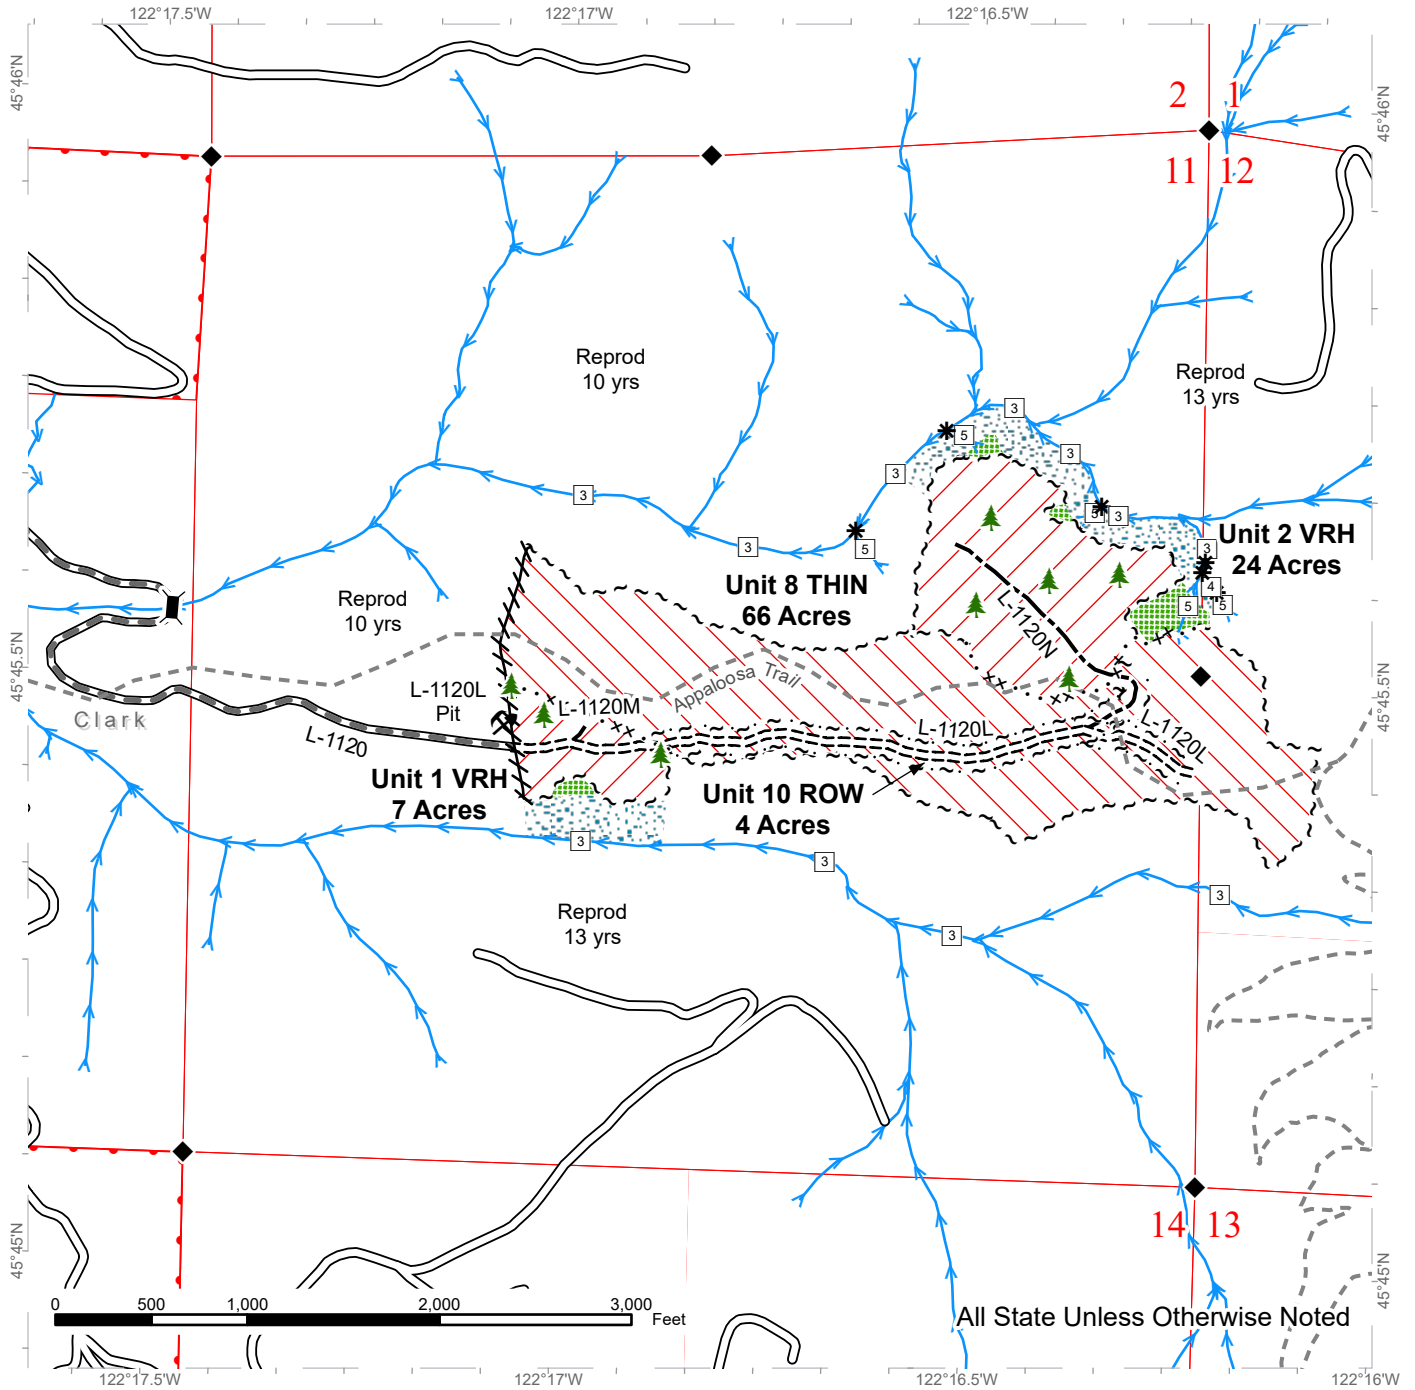 122°17.5'W
122°17'W
122°16.5'W
45°46'N
45°46'N
2
1
11
12
Reprod
10 yrs
Reprod
13 yrs
3
5
3
3
3
5
3
3
5
3
Unit 2 VRH
24 Acres
4
5
5
Unit 8 THIN
66 Acres
Reprod
10 yrs
L-1120N
45°45.5'N
45°45.5'N
Appaloosa Trail
L-1120L
Pit
L-1120M
Clark
L-1120
L-1120L
L-1120L
Unit 1 VRH
7 Acres
Unit 10 ROW
4 Acres
3
3
3
3
Reprod
13 yrs
14
13
45°45'N
45°45'N
0
500
1,000
2,000
3,000
Feet
All State Unless Otherwise Noted
122°17.5'W
122°17'W
122°16.5'W
122°16'W